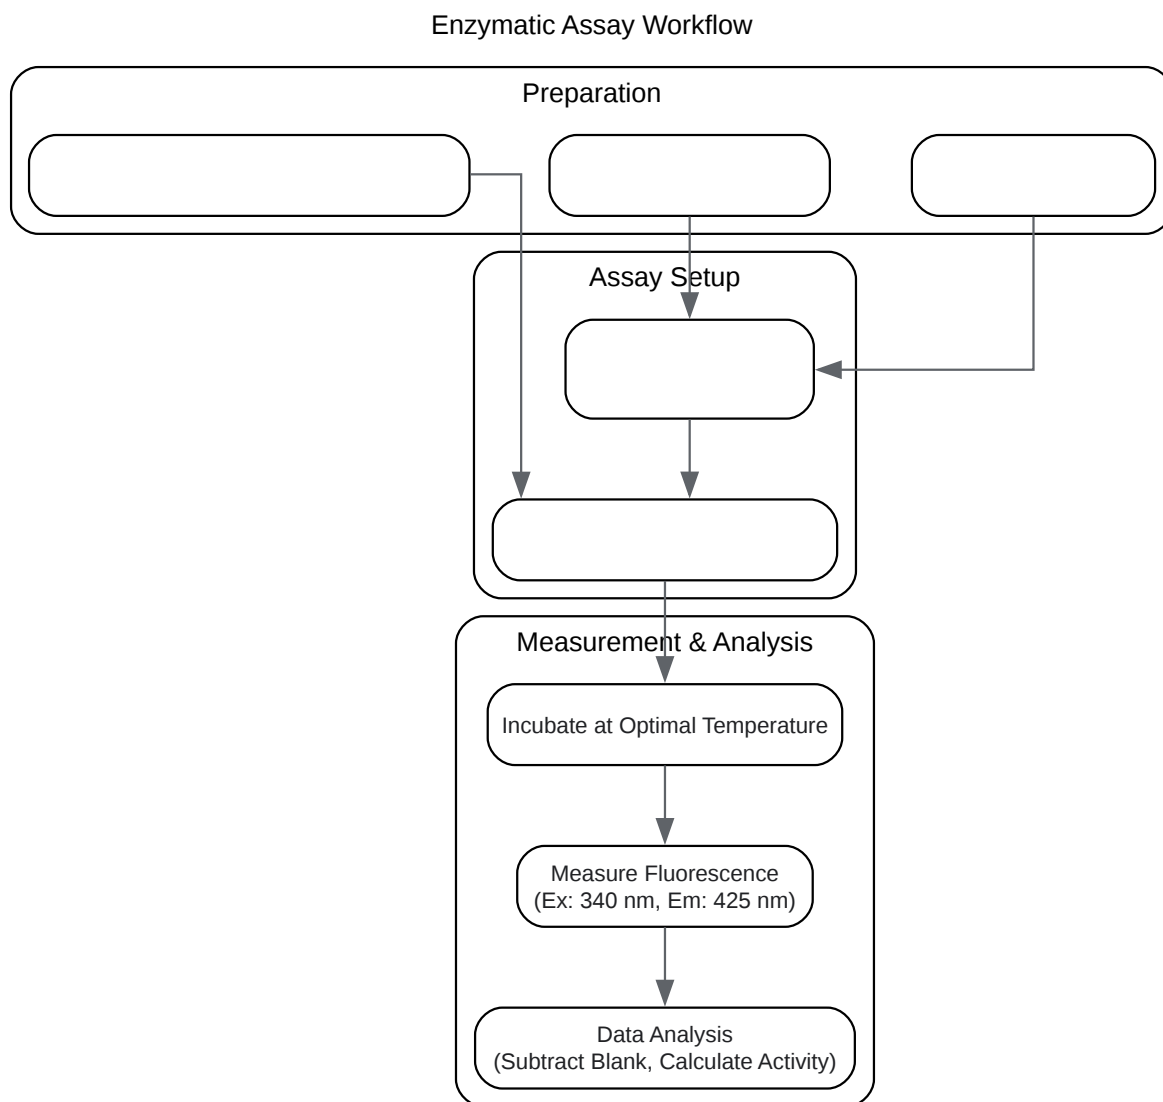 Enzymatic Assay Workflow
Preparation
Assay Setup
Measurement & Analysis
Incubate at Optimal Temperature
Measure Fluorescence
(Ex: 340 nm, Em: 425 nm)
Data Analysis
(Subtract Blank, Calculate Activity)